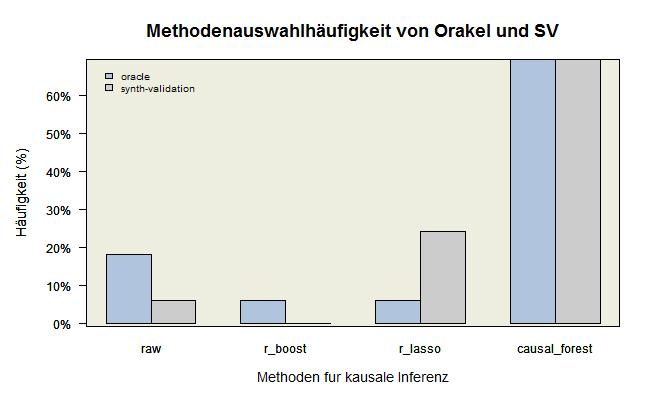 Methodenauswahlhäufigkeit von Orakel und SV
oracle
synth-validation
60%
50%
40%
30%
20%
10%
0%
Häufigkeit (%)
raw
r_boost
r_lasso
causal_forest
Methoden fur kausale Inferenz